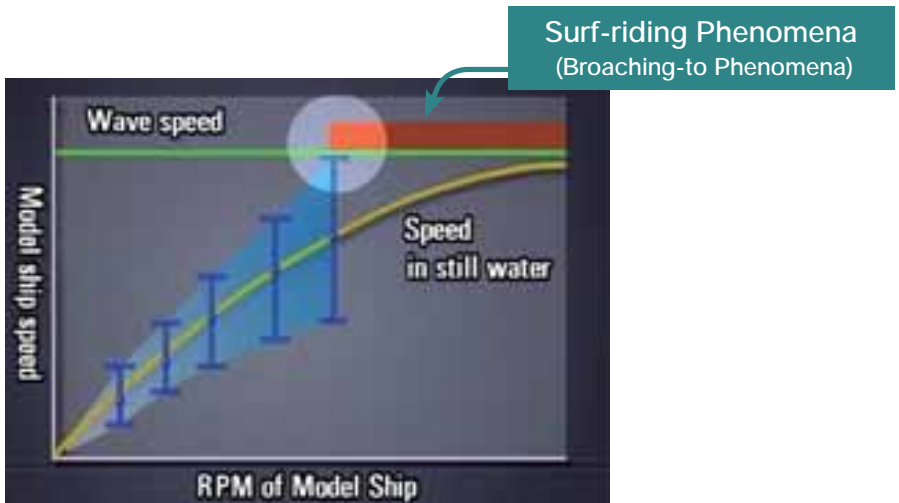 Surf-riding Phenomena
(Broaching-to Phenomena)
Wave speed
Speed
in still water
Model ship speed
RPM of Model Ship